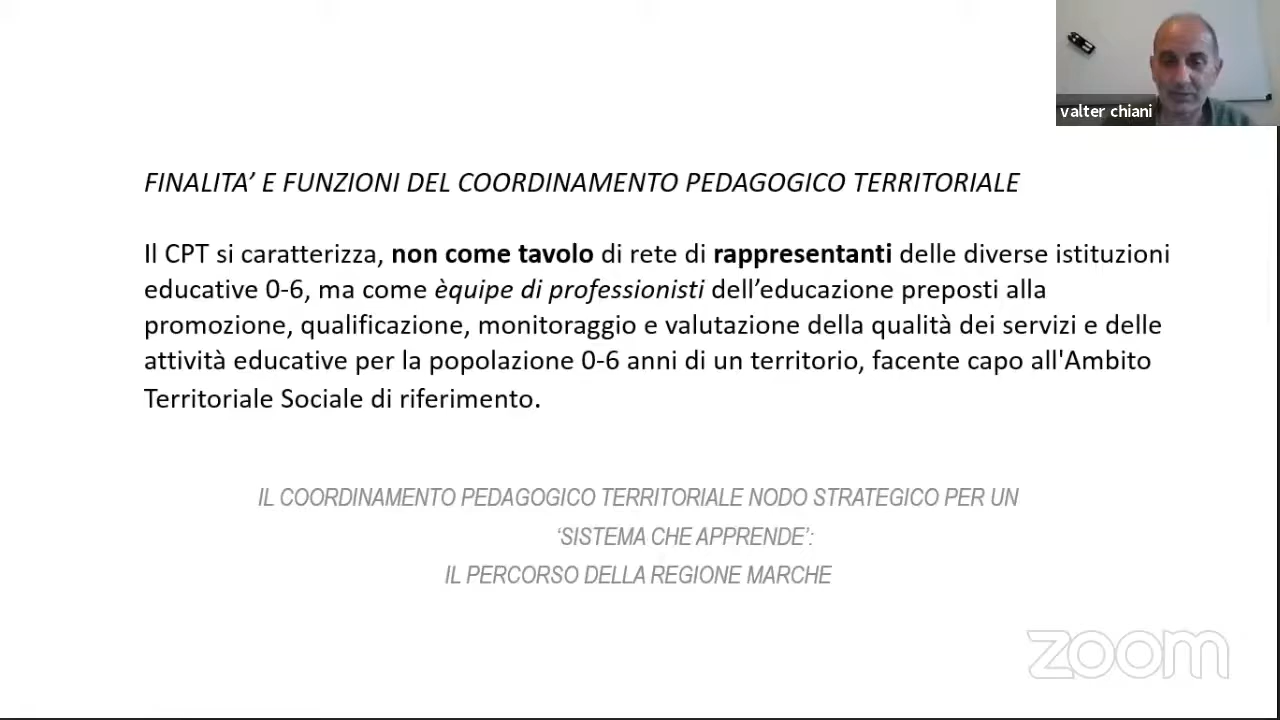 valter chiani
FINALITA’ E FUNZIONI DEL COORDINAMENTO PEDAGOGICO TERRITORIALE
Il CPT si caratterizza, non come tavolo di rete di rappresentanti delle diverse istituzioni
educative 0-6, ma come èquipe di professionisti dell’educazione preposti alla
promozione, qualificazione, monitoraggio e valutazione della qualità dei servizi e delle
attività educative per la popolazione 0-6 anni di un territorio, facente capo all'Ambito
Territoriale Sociale di riferimento.
IL COORDINAMENTO PEDAGOGICO TERRITORIALE NODO STRATEGICO PER UN
‘SISTEMA CHE APPRENDE’:
IL PERCORSO DELLA REGIONE MARCHE
zoom